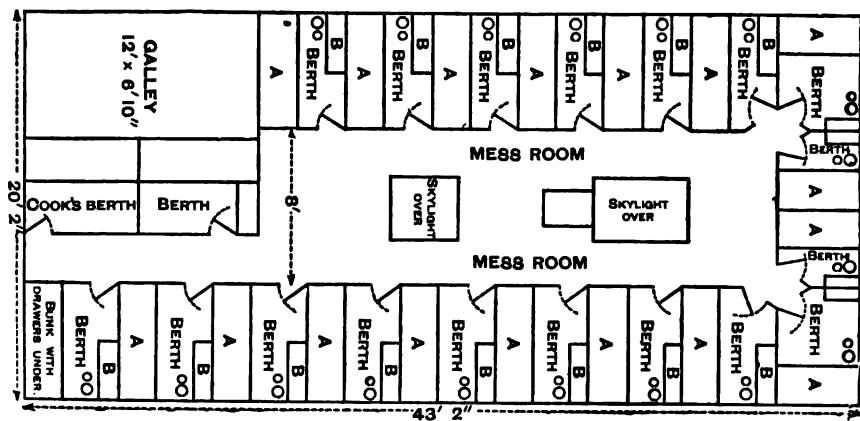 GALLEY
12' × 6' 10"
A
BERTH
B
A
BERTH
B
A
BERTH
B
A
BERTH
B
A
BERTH
B
A
BERTH
B
A
BERTH
BERTH
A
A
BERTH
BERTH
A
MESS ROOM
COOK'S BERTH
BERTH
8'
SKYLIGHT
OVER
SKYLIGHT
OVER
MESS ROOM
20' 2"
BUNK WITH
DRAWERS UNDER.
BERTH
B
A
BERTH
B
A
BERTH
B
A
BERTH
B
A
BERTH
B
A
BERTH
B
A
BERTH
B
A
BERTH
B
43' 2"